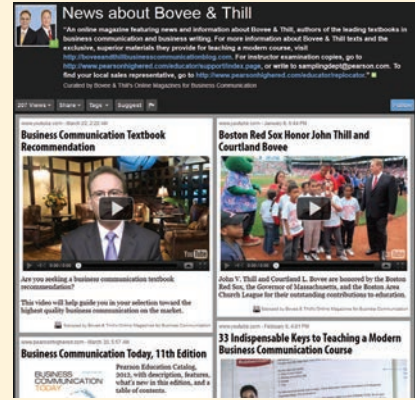 News about Bovee & Thill
"An online magazine featuring news and information about Bovee & Thill, authors of the leading textbooks in
business communication and business writing. For more information about Bovee & Thill texts and the
exclusive, superior materials they provide for teaching a modern course, visit
http://boveeandthillbusinesscommunicationblog.com. For instructor examination copies, go to
http://www.pearsonhighered.com/educator/support/index.page, or write to samplingdept@pearson.com. To
find your local sales representative, go to http://www.pearsonhighered.com/educator/replocator."
Curated by Bovee & Thill's Online Magazines for Business Communication
207 Views Share Tags Suggest
www.youtube.com - March 22, 2:22 AM
Business Communication Textbook
Recommendation
YouTube
Are you seeking a business communication textbook
recommendation?
This video will help guide you in your selection toward the
highest quality business communication on the market.
Rescooped by Bovee & Thill's Online Magazines for Business Communication
www.pearsonhighered.com - March 20, 5:57 AM
Business Communication Today, 11th Edition
BUSINESS
COMMUNICATION
TODAY
Pearson Education Catalog,
2012, with description, features,
what's new in this edition, and a
table of contents.
www.youtube.com - January 8, 4:44 PM
Boston Red Sox Honor John Thill and
Courtland Bovee
YouTube
John V. Thill and Courtland L. Bovee are honored by the Boston
Red Sox, the Governor of Massachusetts, and the Boston Area
Church League for their outstanding contributions to education.
Rescooped by Bovee & Thill's Online Magazines for Business Communication
www.youtube.com - February 9, 4:01 PM
33 Indispensable Keys to Teaching a Modern
Business Communication Course